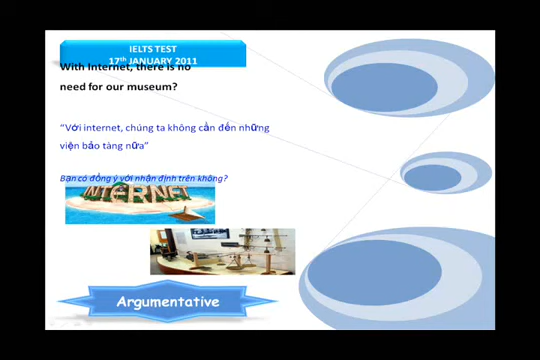 IELTS TEST
17th JANUARY 2011
With Internet, there is no
need for our museum?
“Với internet, chúng ta không cần đến những
viện bảo tàng nữa”
Bạn có đồng ý với nhận định trên không?
INTERNET
Argumentative